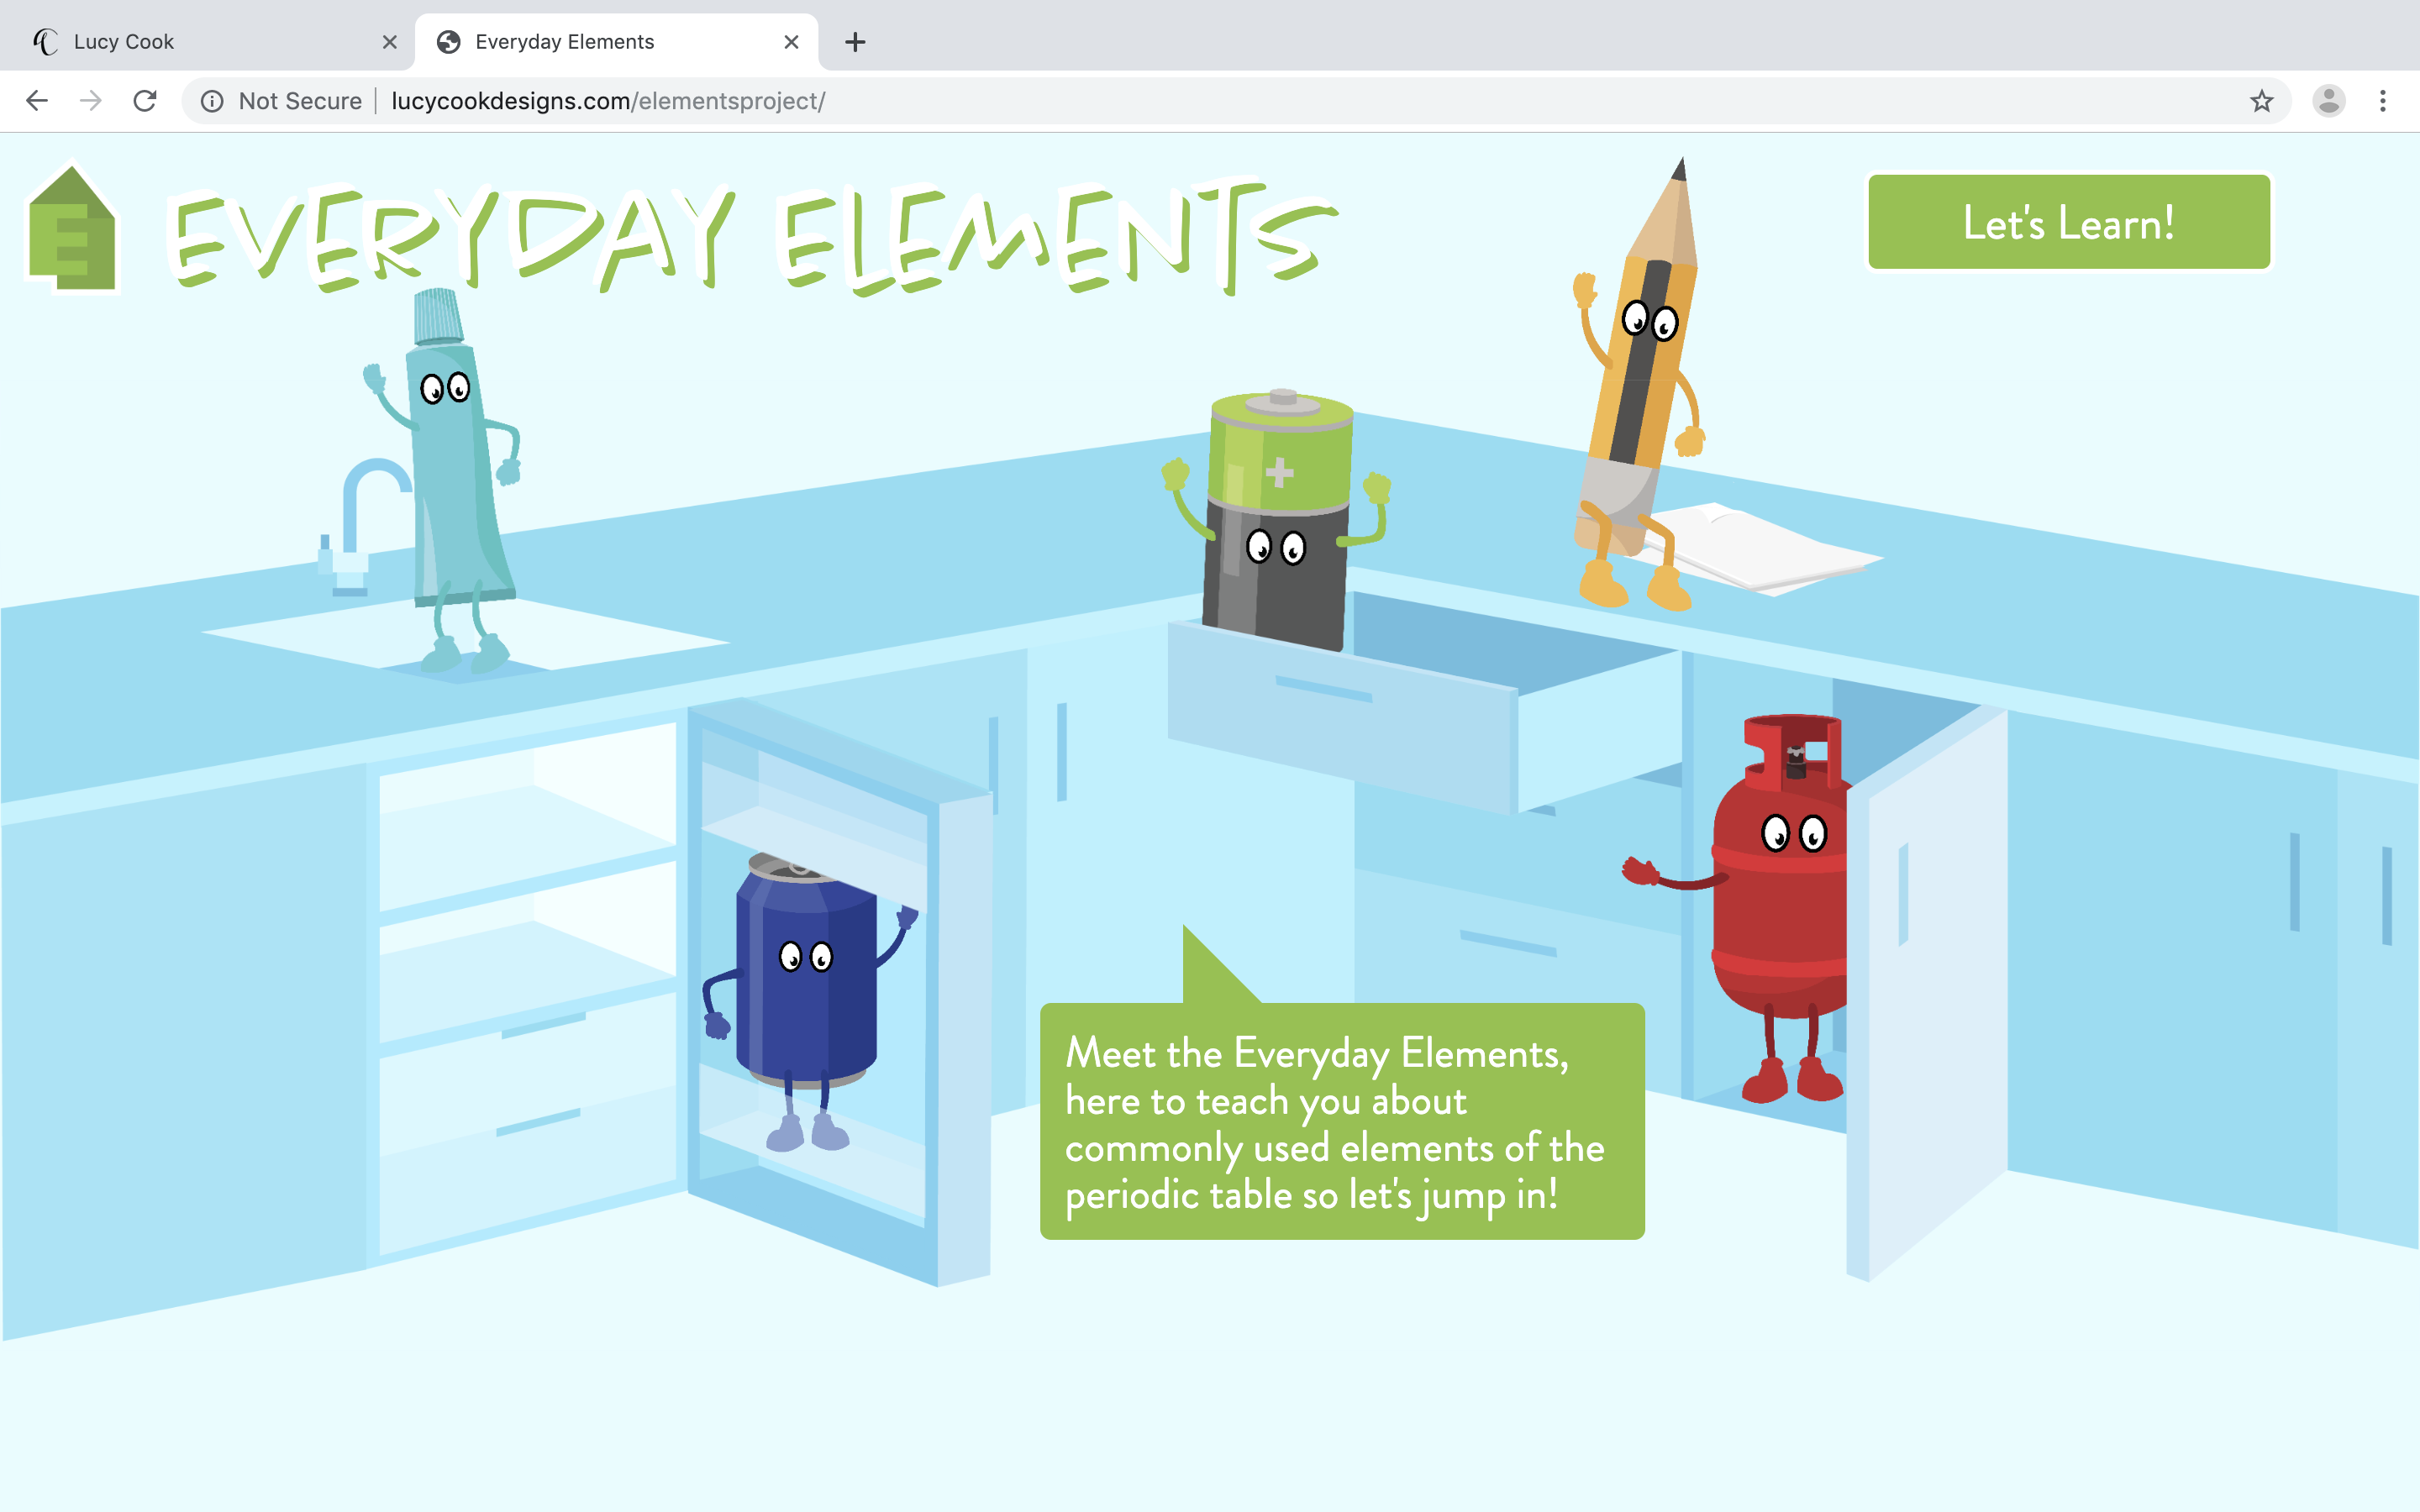 Lucy Cook
Everyday Elements
Not Secure
lucycookdesigns.com/elementsproject/
E
EVERYDAY ELEMENTS
Let's Learn!
Meet the Everyday Elements,
here to teach you about
commonly used elements of the
periodic table so let's jump in!